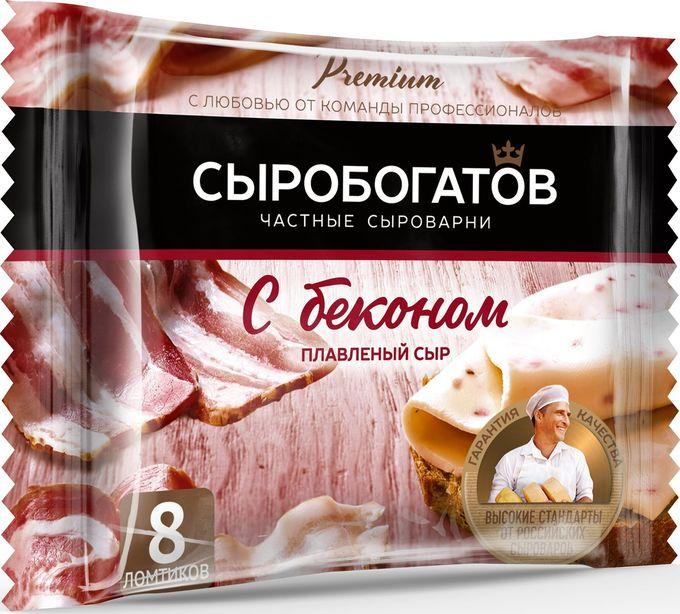 Premium
С ЛЮБОВЬЮ ОТ КОМАНДЫ ПРОФЕССИОНАЛОВ
СЫРОБОГАТОВ
ЧАСТНЫЕ СЫРОВАРНИ
С беконом
ПЛАВЛЕНЫЙ СЫР
ГАРАНТИЯ КАЧЕСТВА
ВЫСОКИЕ СТАНДАРТЫ
ОТ РОССИЙСКИХ
СЫРОВАРОВ
8
ЛОМТИКОВ